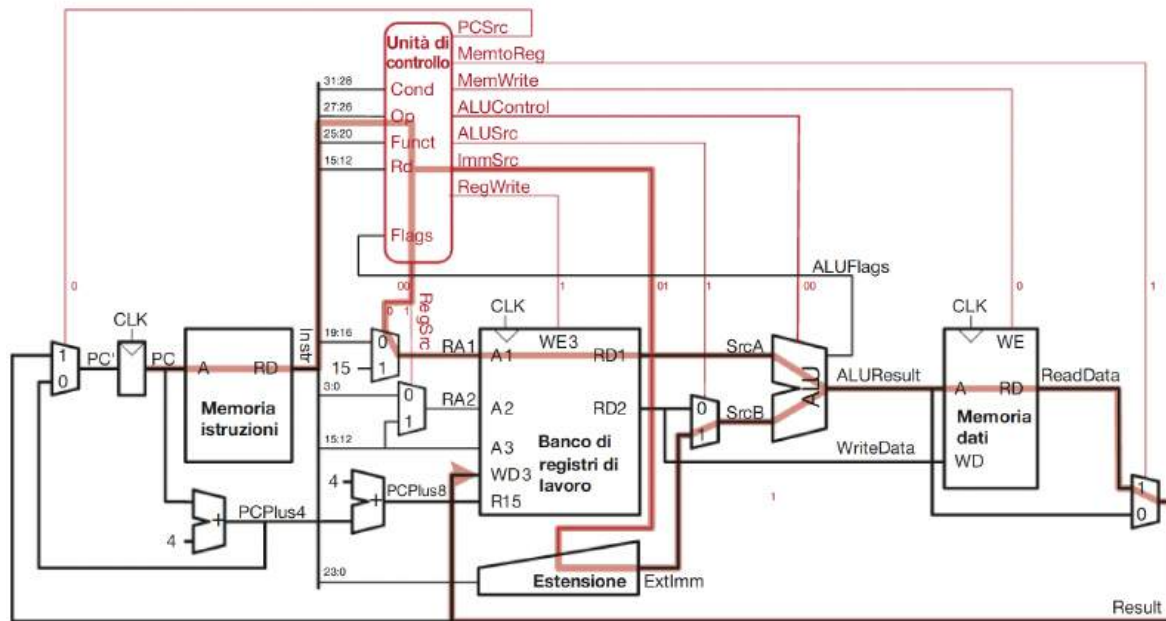 PCSrc
Unità di
controllo
MemtoReg
MemWrite
ALUControl
ALUSrc
ImmSrc
RegWrite
31:28
Cond
27:26
Op
25:20
Funct
15:12
Rd
Flags
ALUFlags
0
00
RegSrc
0 1
1
01
1
00
0
1
CLK
CLK
CLK
Instr
19:16
0
1
15
RA1
A1
WE3
RD1
SrcA
WE
1
0
PC'
PC
A
RD
ALU
ALUResult
A
RD
ReadData
3:0
0
1
RA2
A2
RD2
0
1
SrcB
Memoria
istruzioni
Memoria
dati
15:12
A3
Banco di
registri di
lavoro
WriteData
WD
WD3
4
+
PCPlus8
R15
1
1
0
+
4
PCPlus4
23:0
Estensione
ExtImm
Result